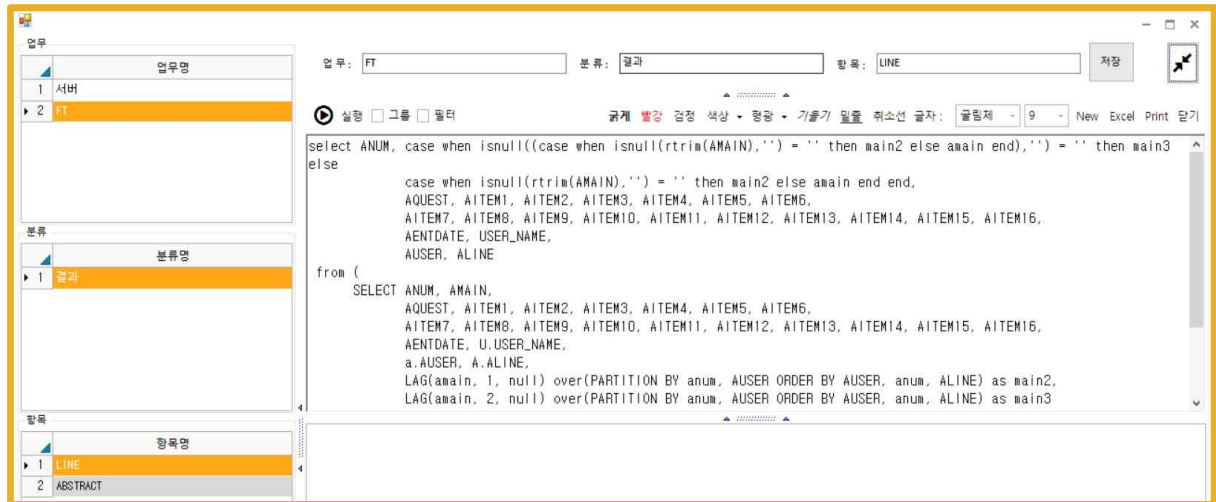 업무
업무명
1 서버
2 FT
분류
분류명
1 결과
항목
항목명
1 LINE
2 ABSTRACT
업무: FT 분류: 결과 항목: LINE 저장
실행 그룹 필터 굵게 빨강 검정 색상 형광 기울기 밑줄 취소선 글자: 굴림체 9 New Excel Print 닫기
select ANUM, case when isnull((case when isnull(rtrim(AMAIN),'') = '' then main2 else amain end),'') = '' then main3
else
case when isnull(rtrim(AMAIN),'') = '' then main2 else amain end end,
AQUEST, AITEM1, AITEM2, AITEM3, AITEM4, AITEM5, AITEM6,
AITEM7, AITEM8, AITEM9, AITEM10, AITEM11, AITEM12, AITEM13, AITEM14, AITEM15, AITEM16,
AENTDATE, USER_NAME,
AUSER, ALINE
from (
SELECT ANUM, AMAIN,
AQUEST, AITEM1, AITEM2, AITEM3, AITEM4, AITEM5, AITEM6,
AITEM7, AITEM8, AITEM9, AITEM10, AITEM11, AITEM12, AITEM13, AITEM14, AITEM15, AITEM16,
AENTDATE, U.USER_NAME,
a.AUSER, A.ALINE,
LAG(amain, 1, null) over(PARTITION BY anum, AUSER ORDER BY AUSER, anum, ALINE) as main2,
LAG(amain, 2, null) over(PARTITION BY anum, AUSER ORDER BY AUSER, anum, ALINE) as main3